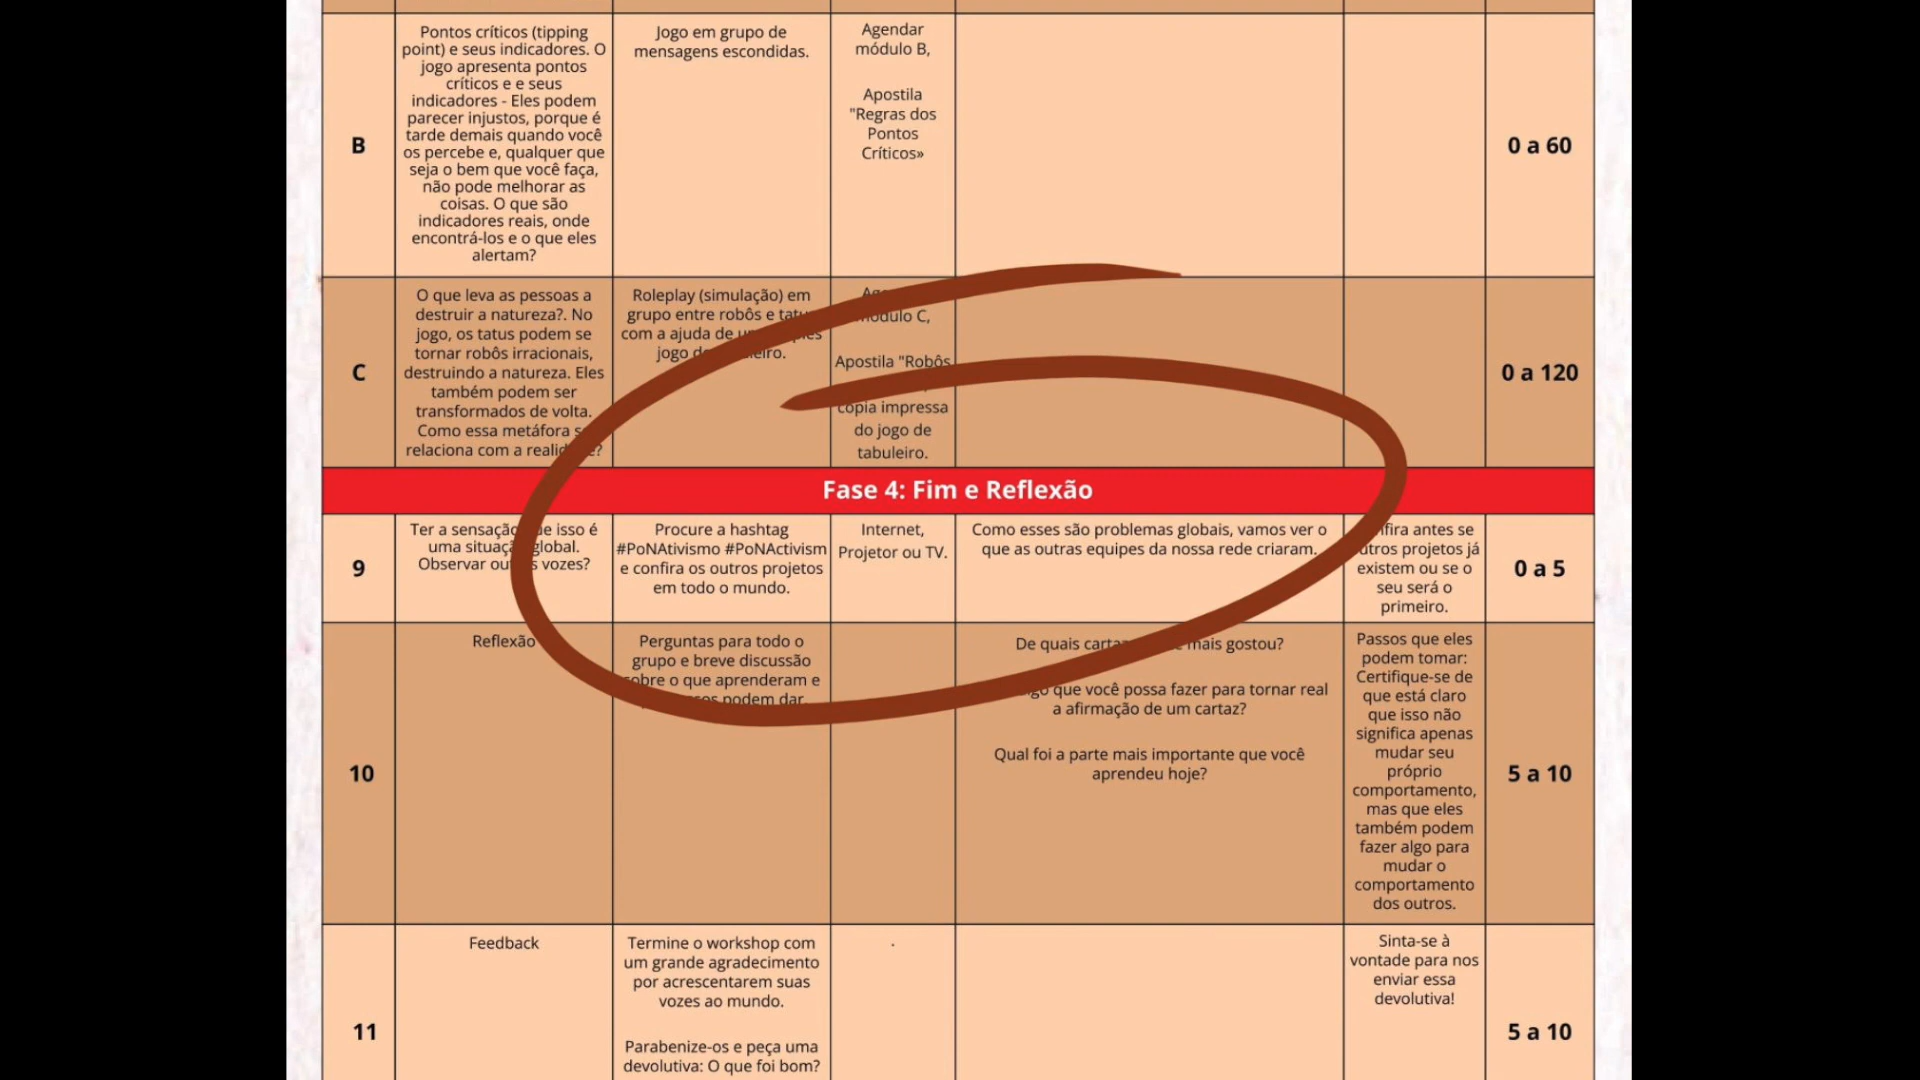 B
Pontos críticos (tipping
point) e seus indicadores. O
jogo apresenta pontos
críticos e e seus
indicadores - Eles podem
parecer injustos, porque é
tarde demais quando você
os percebe e, qualquer que
seja o bem que você faça,
não pode melhorar as
coisas. O que são
indicadores reais, onde
encontrá-los e o que eles
alertam?
Jogo em grupo de
mensagens escondidas.
Agendar
módulo B,
Apostila
"Regras dos
Pontos
Críticos»
0 a 60
C
O que leva as pessoas a
destruir a natureza?. No
jogo, os tatus podem se
tornar robôs irracionais,
destruindo a natureza. Eles
também podem ser
transformados de volta.
Como essa metáfora
relaciona com a
Roleplay (simulação) em
grupo entre robôs e
com a ajuda de
jogo
módulo C,
Apostila "Robôs
cópia impressa
do jogo de
tabuleiro.
0 a 120
Fase 4: Fim e Reflexão
9
Ter a sensação isso é
uma global.
Observar vozes?
Procure a hashtag
#PoNAtivismo #PoNActivism
e confira os outros projetos
em todo o mundo.
Internet,
Projetor ou TV.
Como esses são problemas globais, vamos ver o
que as outras equipes da nossa rede criaram.
antes se
projetos já
existem ou se o
seu será o
primeiro.
0 a 5
10
Reflexão
Perguntas para todo o
grupo e breve discussão
sobre o que aprenderam e
podem dar.
De quais mais gostou?
que você possa fazer para tornar real
a afirmação de um cartaz?
Qual foi a parte mais importante que você
aprendeu hoje?
Passos que eles
podem tomar:
Certifique-se de
que está claro
que isso não
significa apenas
mudar seu
próprio
comportamento,
mas que eles
também podem
fazer algo para
mudar o
comportamento
dos outros.
5 a 10
11
Feedback
Termine o workshop com
um grande agradecimento
por acrescentarem suas
vozes ao mundo.
Parabenize-os e peça uma
devolutiva: O que foi bom?
.
Sinta-se à
vontade para nos
enviar essa
devolutiva!
5 a 10